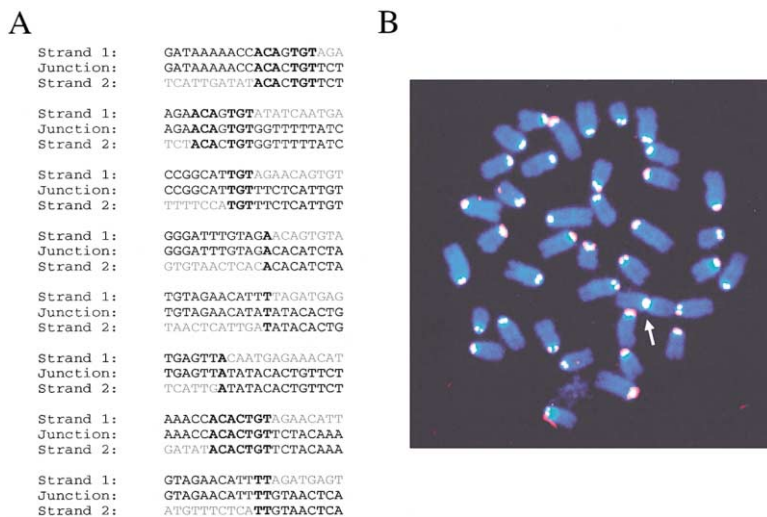 A
B
Strand 1: GATAAAAACCACAGTGTAGA
Junction: GATAAAAACCACACTGTTCT
Strand 2: TCATTGATATACACTGTTCT
Strand 1: AGAACAGTGTATATCAATGA
Junction: AGAACAGTGTGGTTTTTATC
Strand 2: TCTACACTGTGGTTTTTATC
Strand 1: CCGGCATTGTAGAACAGTGT
Junction: CCGGCATTGTTTCTCATTGT
Strand 2: TTTTCCATGTTTCTCATTGT
Strand 1: GGGATTTGTAGAACAGTGTA
Junction: GGGATTTGTAGACACATCTA
Strand 2: GTGTAACTCACACACATCTA
Strand 1: TGTAGAACATTTTAGATGAG
Junction: TGTAGAACATATATACACTG
Strand 2: TAACTCATTGATATACACTG
Strand 1: TGAGTTACAATGAGAAACAT
Junction: TGAGTTATATACACTGTTCT
Strand 2: TCATTGATATACACTGTTCT
Strand 1: AAACCACACTGTAGAACATT
Junction: AAACCACACTGTTCTACAAA
Strand 2: GATATACACTGTTCTACAAA
Strand 1: GTAGAACATTTTAGATGAGT
Junction: GTAGAACATTTTGTAACTCA
Strand 2: ATGTTTCTCATTGTAACTCA